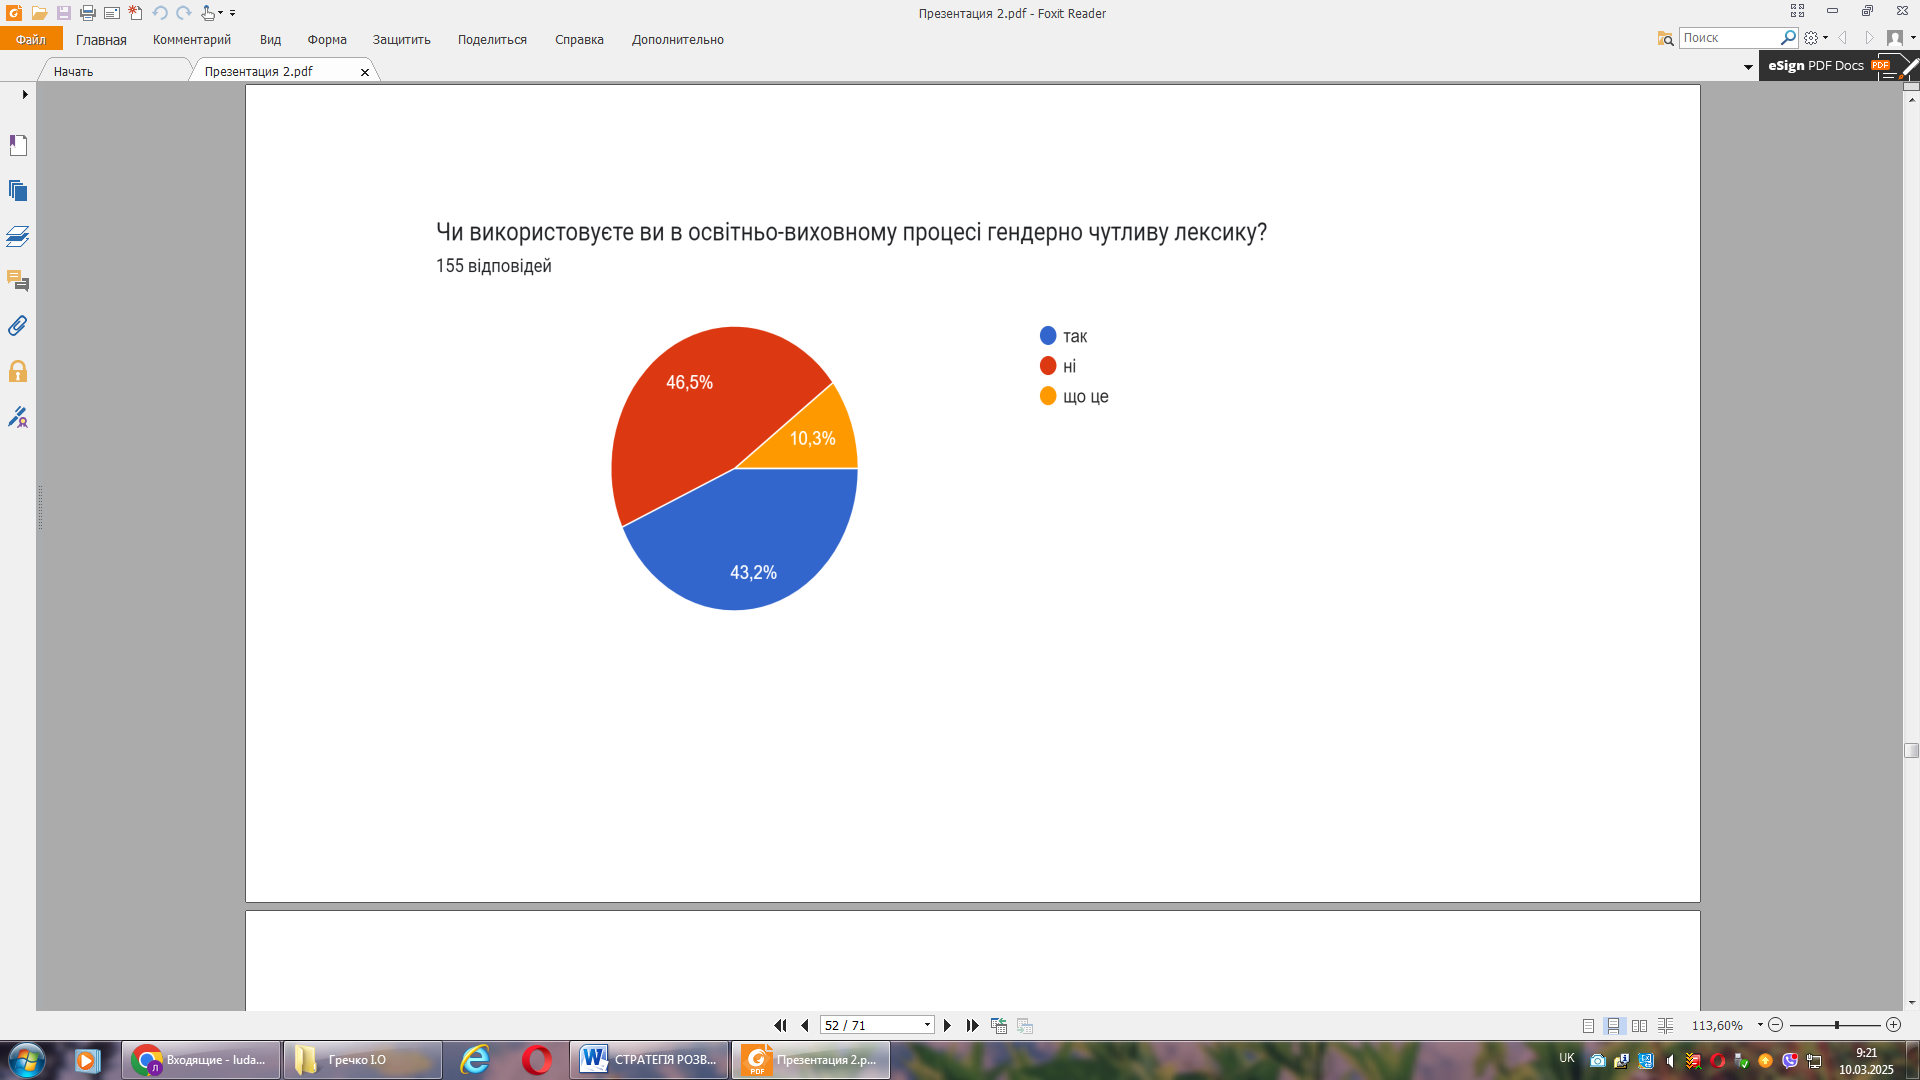 Презентация 2.pdf - Foxit Reader
Файл Главная Комментарий Вид Форма Защитить Поделиться Справка Дополнительно
Поиск
Начать
Презентация 2.pdf
eSign PDF Docs PDF
Чи використовуєте ви в освітньо-виховному процесі гендерно чутливу лексику?
155 відповідей
46,5%
10,3%
43,2%
так
ні
що це
52 / 71
113,60%
Входящие - luda...
Гречко І.О
СТРАТЕГІЯ РОЗВ...
Презентация 2.p...
UK
9:21
10.03.2025